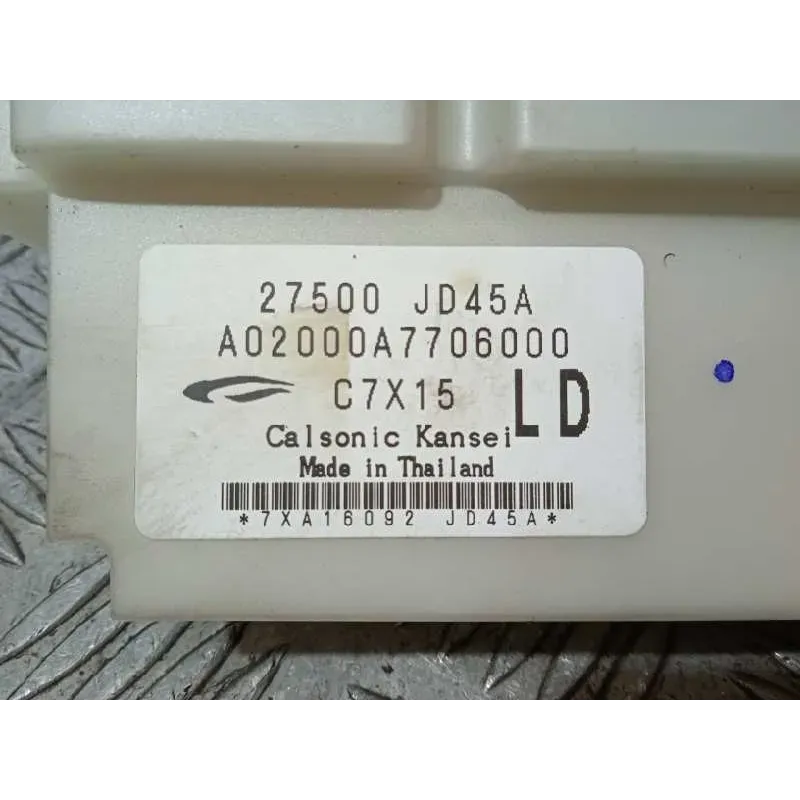 27500 JD45A
A02000A7706000
C7X15 LD
Calsonic Kansei
Made in Thailand
*7XA16092 JD45A*